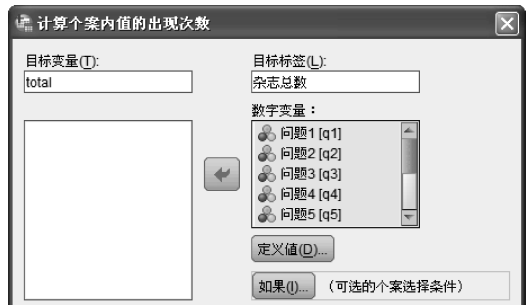 计算个案内值的出现次数
目标变量(T):
目标标签(L):
total
杂志总数
数字变量：
问题1 [q1]
问题2 [q2]
问题3 [q3]
问题4 [q4]
问题5 [q5]
定义值(D)...
如果(I)...
（可选的个案选择条件）